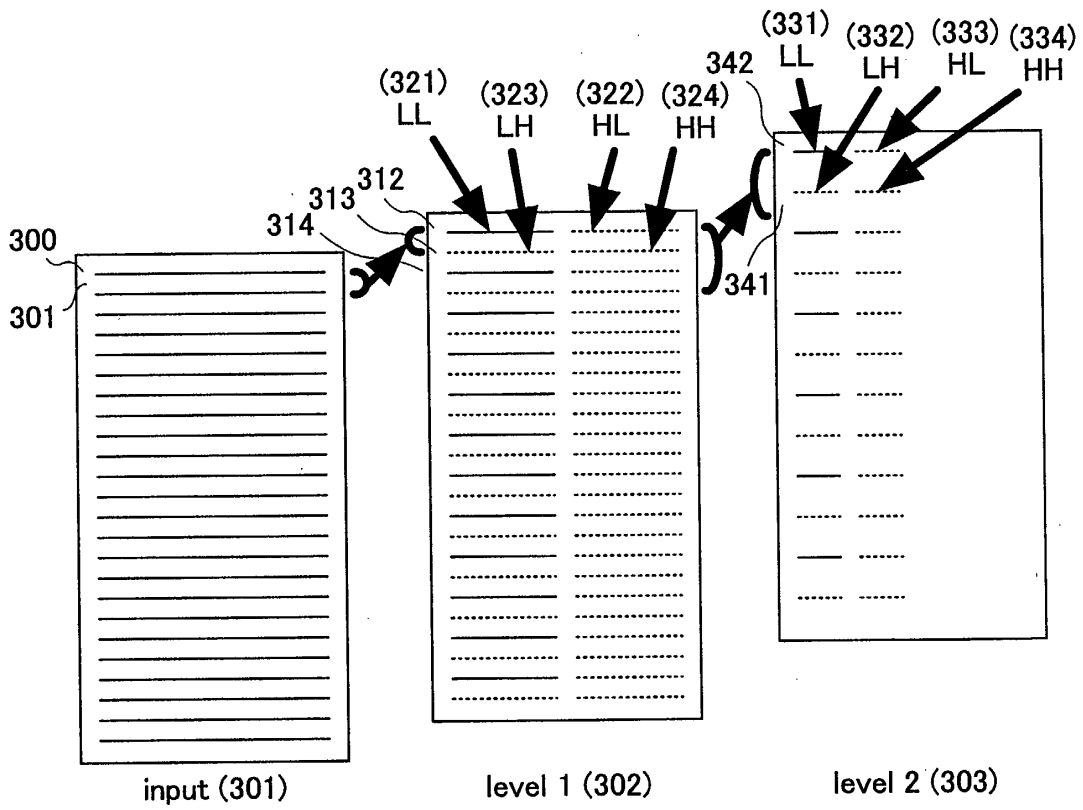 (331)
LL
(332)
LH
(333)
HL
(334)
HH
342
(321)
LL
(323)
LH
(322)
HL
(324)
HH
312
313
314
341
300
301
input (301)
level 1 (302)
level 2 (303)